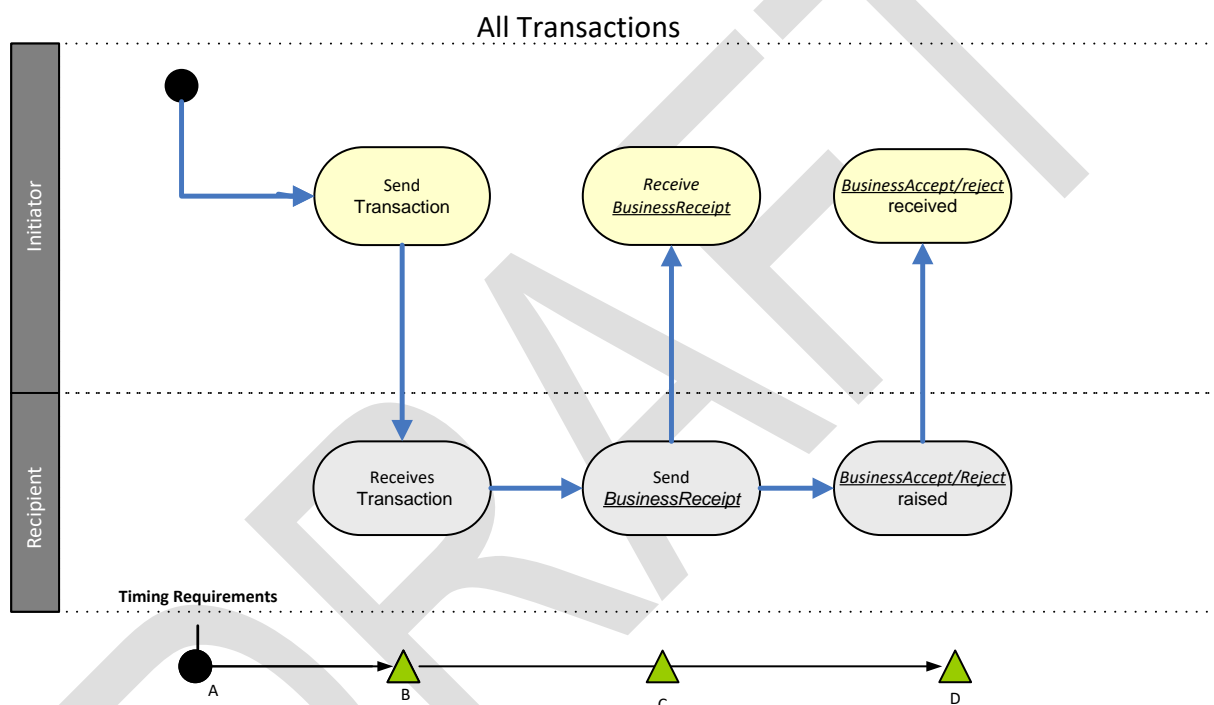 All Transactions
Initiator
Send
Transaction
Receive
BusinessReceipt
BusinessAccept/reject
received
Recipient
Receives
Transaction
Send
BusinessReceipt
BusinessAccept/Reject
raised
Timing Requirements
A
B
C
D
DRAFT